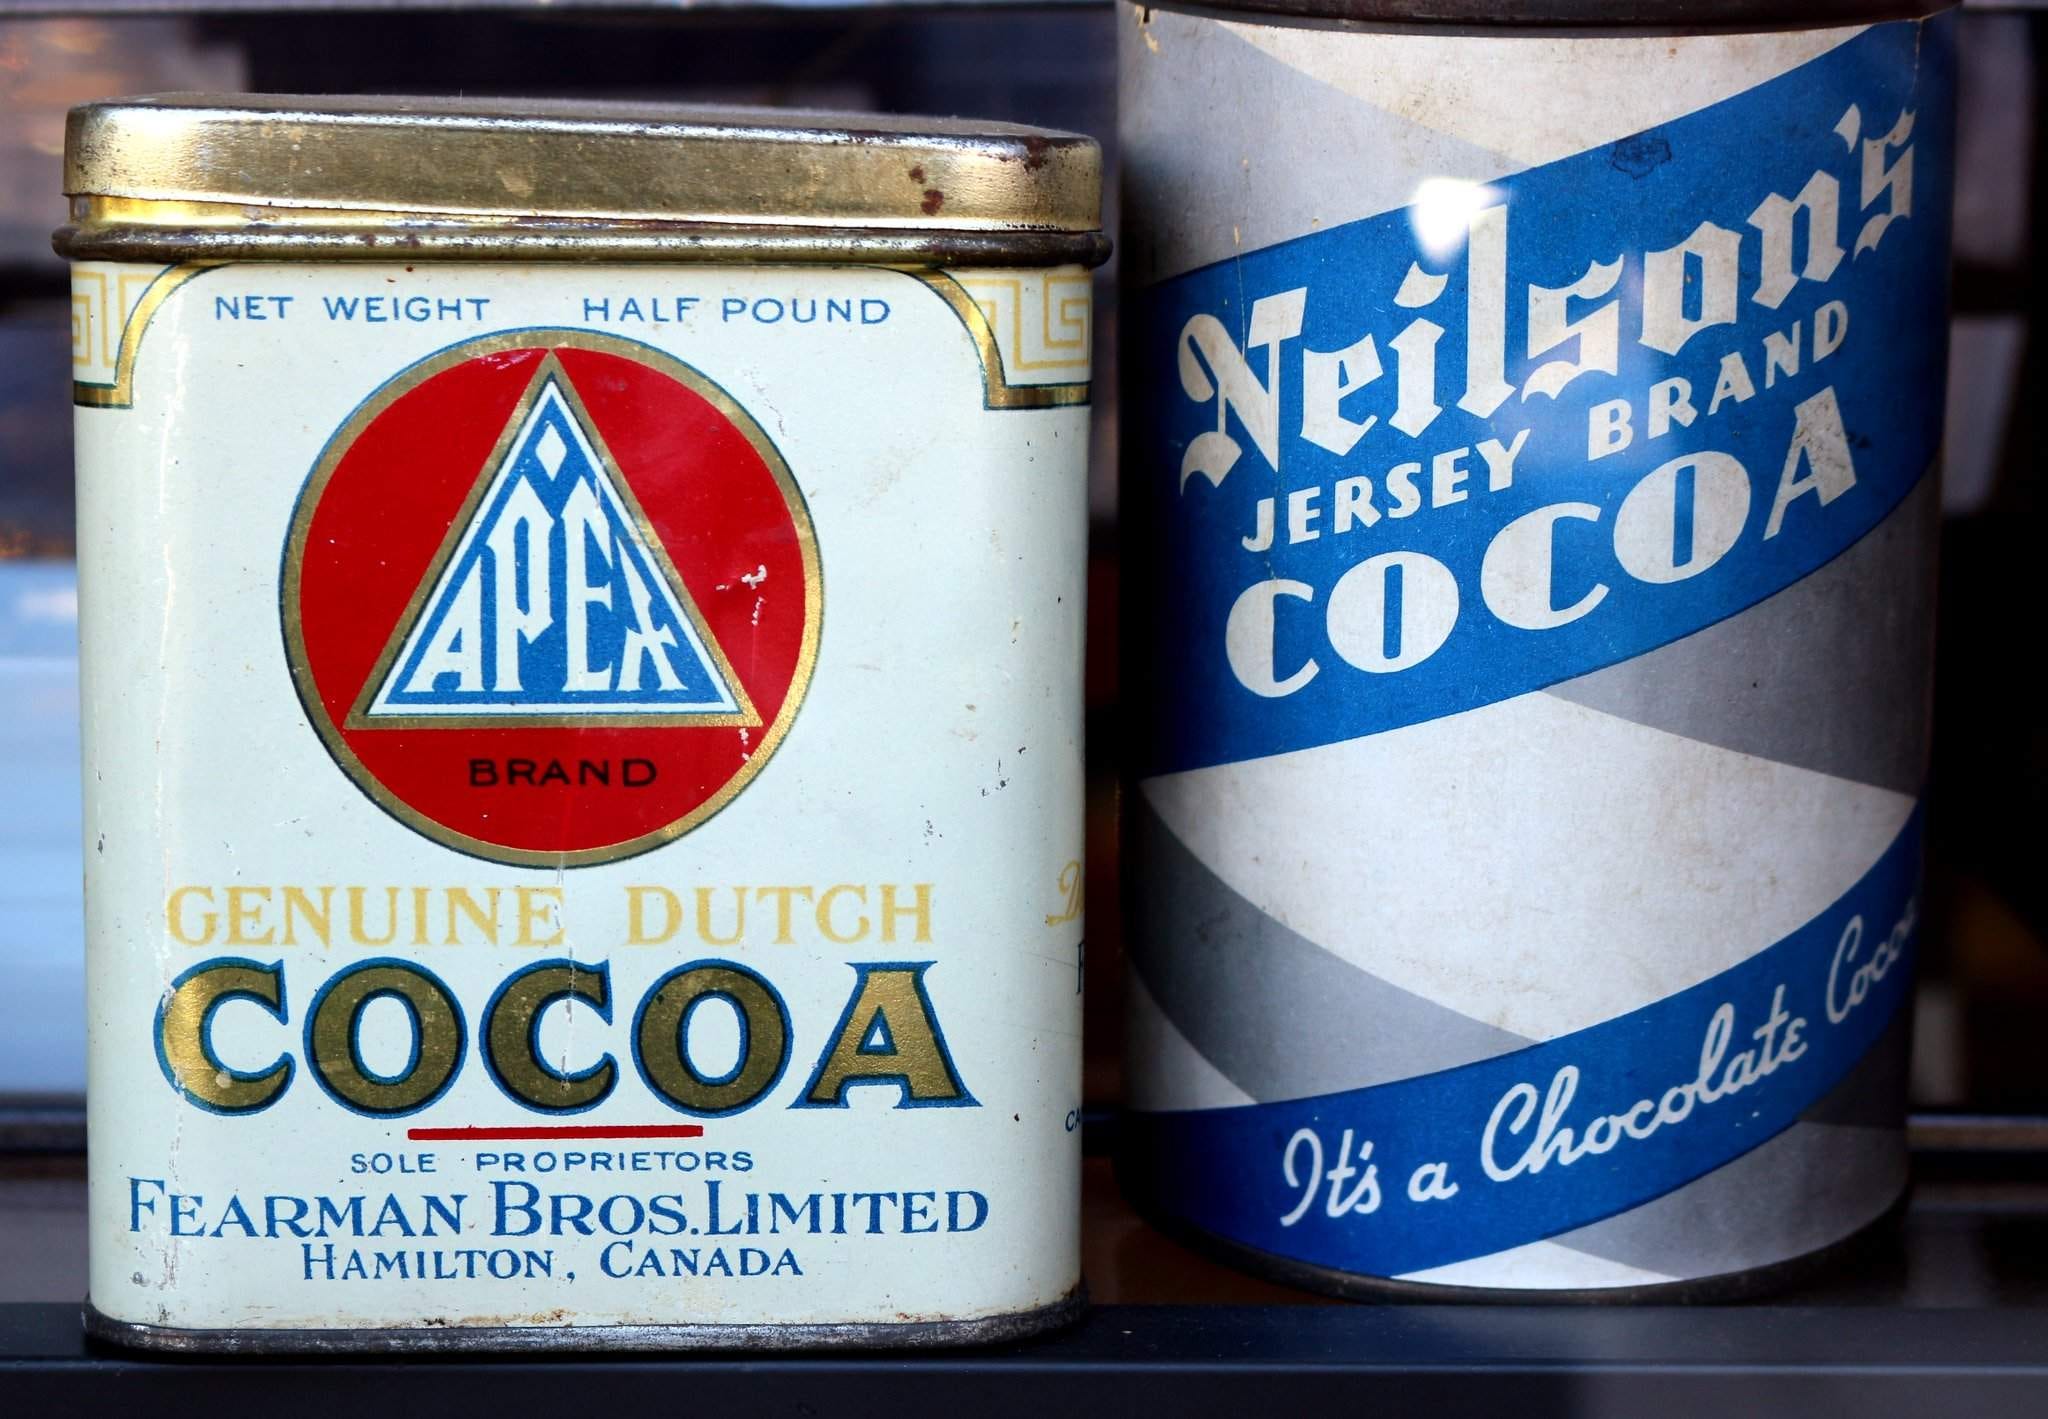 NET WEIGHT HALF POUND
APEX
BRAND
GENUINE DUTCH
COCOA
SOLE PROPRIETORS
FEARMAN BROS. LIMITED
HAMILTON, CANADA
Neilson's
JERSEY BRAND
COCOA
It's a Chocolate Cocoa